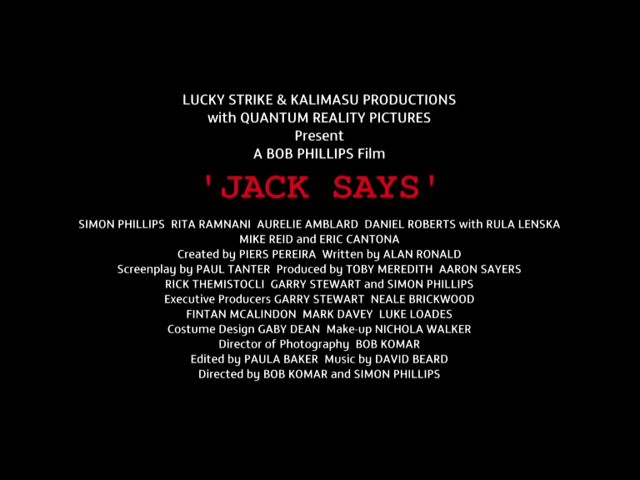 LUCKY STRIKE & KALIMASU PRODUCTIONS
with QUANTUM REALITY PICTURES
Present
A BOB PHILLIPS Film
'JACK SAYS'
SIMON PHILLIPS RITA RAMNANI AURELIE AMBLARD DANIEL ROBERTS with RULA LENSKA
MIKE REID and ERIC CANTONA
Created by PIERS PEREIRA Written by ALAN RONALD
Screenplay by PAUL TANTER Produced by TOBY MEREDITH AARON SAYERS
RICK THEMISTOCLI GARRY STEWART and SIMON PHILLIPS
Executive Producers GARRY STEWART NEALE BRICKWOOD
FINTAN MCALINDON MARK DAVEY LUKE LOADES
Costume Design GABY DEAN Make-up NICHOLA WALKER
Director of Photography BOB KOMAR
Edited by PAULA BAKER Music by DAVID BEARD
Directed by BOB KOMAR and SIMON PHILLIPS